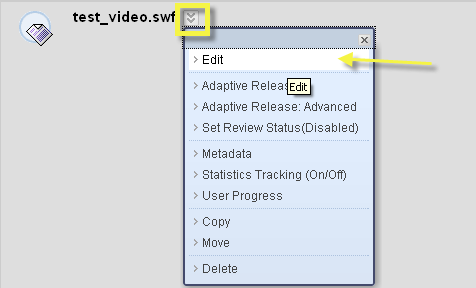 test_video.swf
Edit
Adaptive Release
Edit
Adaptive Release: Advanced
Set Review Status(Disabled)
Metadata
Statistics Tracking (On/Off)
User Progress
Copy
Move
Delete